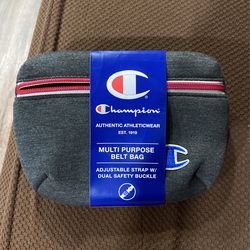 Champion
AUTHENTIC ATHLETICWEAR
EST. 1919
MULTI PURPOSE
BELT BAG
ADJUSTABLE STRAP W/
DUAL SAFETY BUCKLE